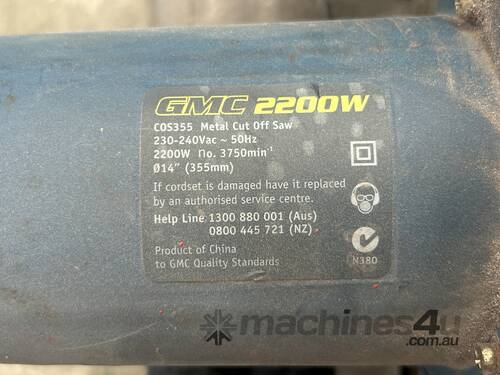 GMC 2200W
COS355 Metal Cut Off Saw
230-240Vac ~ 50Hz
2200W no. 3750min⁻¹
Ø14" (355mm)
If cordset is damaged have it replaced
by an authorised service centre.
Help Line 1300 880 001 (Aus)
0800 445 721 (NZ)
Product of China
to GMC Quality Standards
N380
machines4u
.com.au